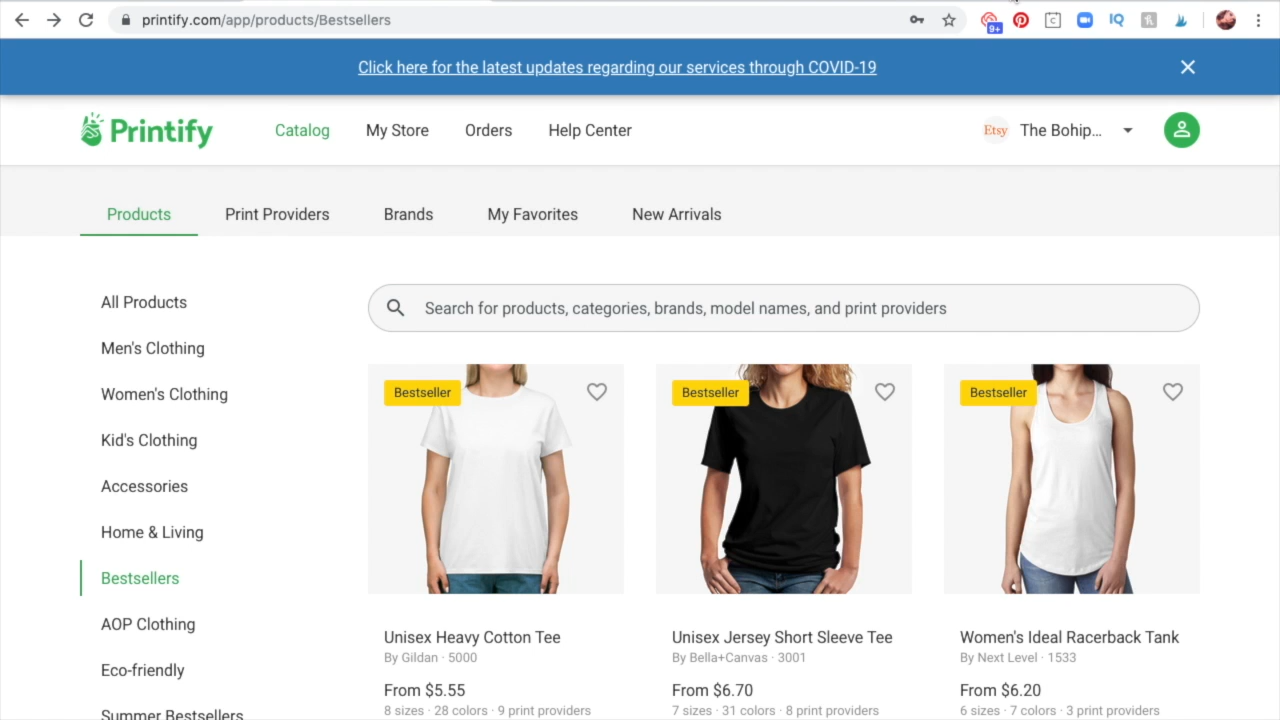 printify.com/app/products/Bestsellers
9+
IQ
Click here for the latest updates regarding our services through COVID-19
Printify
Catalog
My Store
Orders
Help Center
Etsy
The Bohip...
Products
Print Providers
Brands
My Favorites
New Arrivals
All Products
Men's Clothing
Women's Clothing
Kid's Clothing
Accessories
Home & Living
Bestsellers
AOP Clothing
Eco-friendly
Summer Bestsellers
Search for products, categories, brands, model names, and print providers
Bestseller
Unisex Heavy Cotton Tee
By Gildan · 5000
From $5.55
8 sizes · 28 colors · 9 print providers
Bestseller
Unisex Jersey Short Sleeve Tee
By Bella+Canvas · 3001
From $6.70
7 sizes · 31 colors · 8 print providers
Bestseller
Women's Ideal Racerback Tank
By Next Level · 1533
From $6.20
6 sizes · 7 colors · 3 print providers